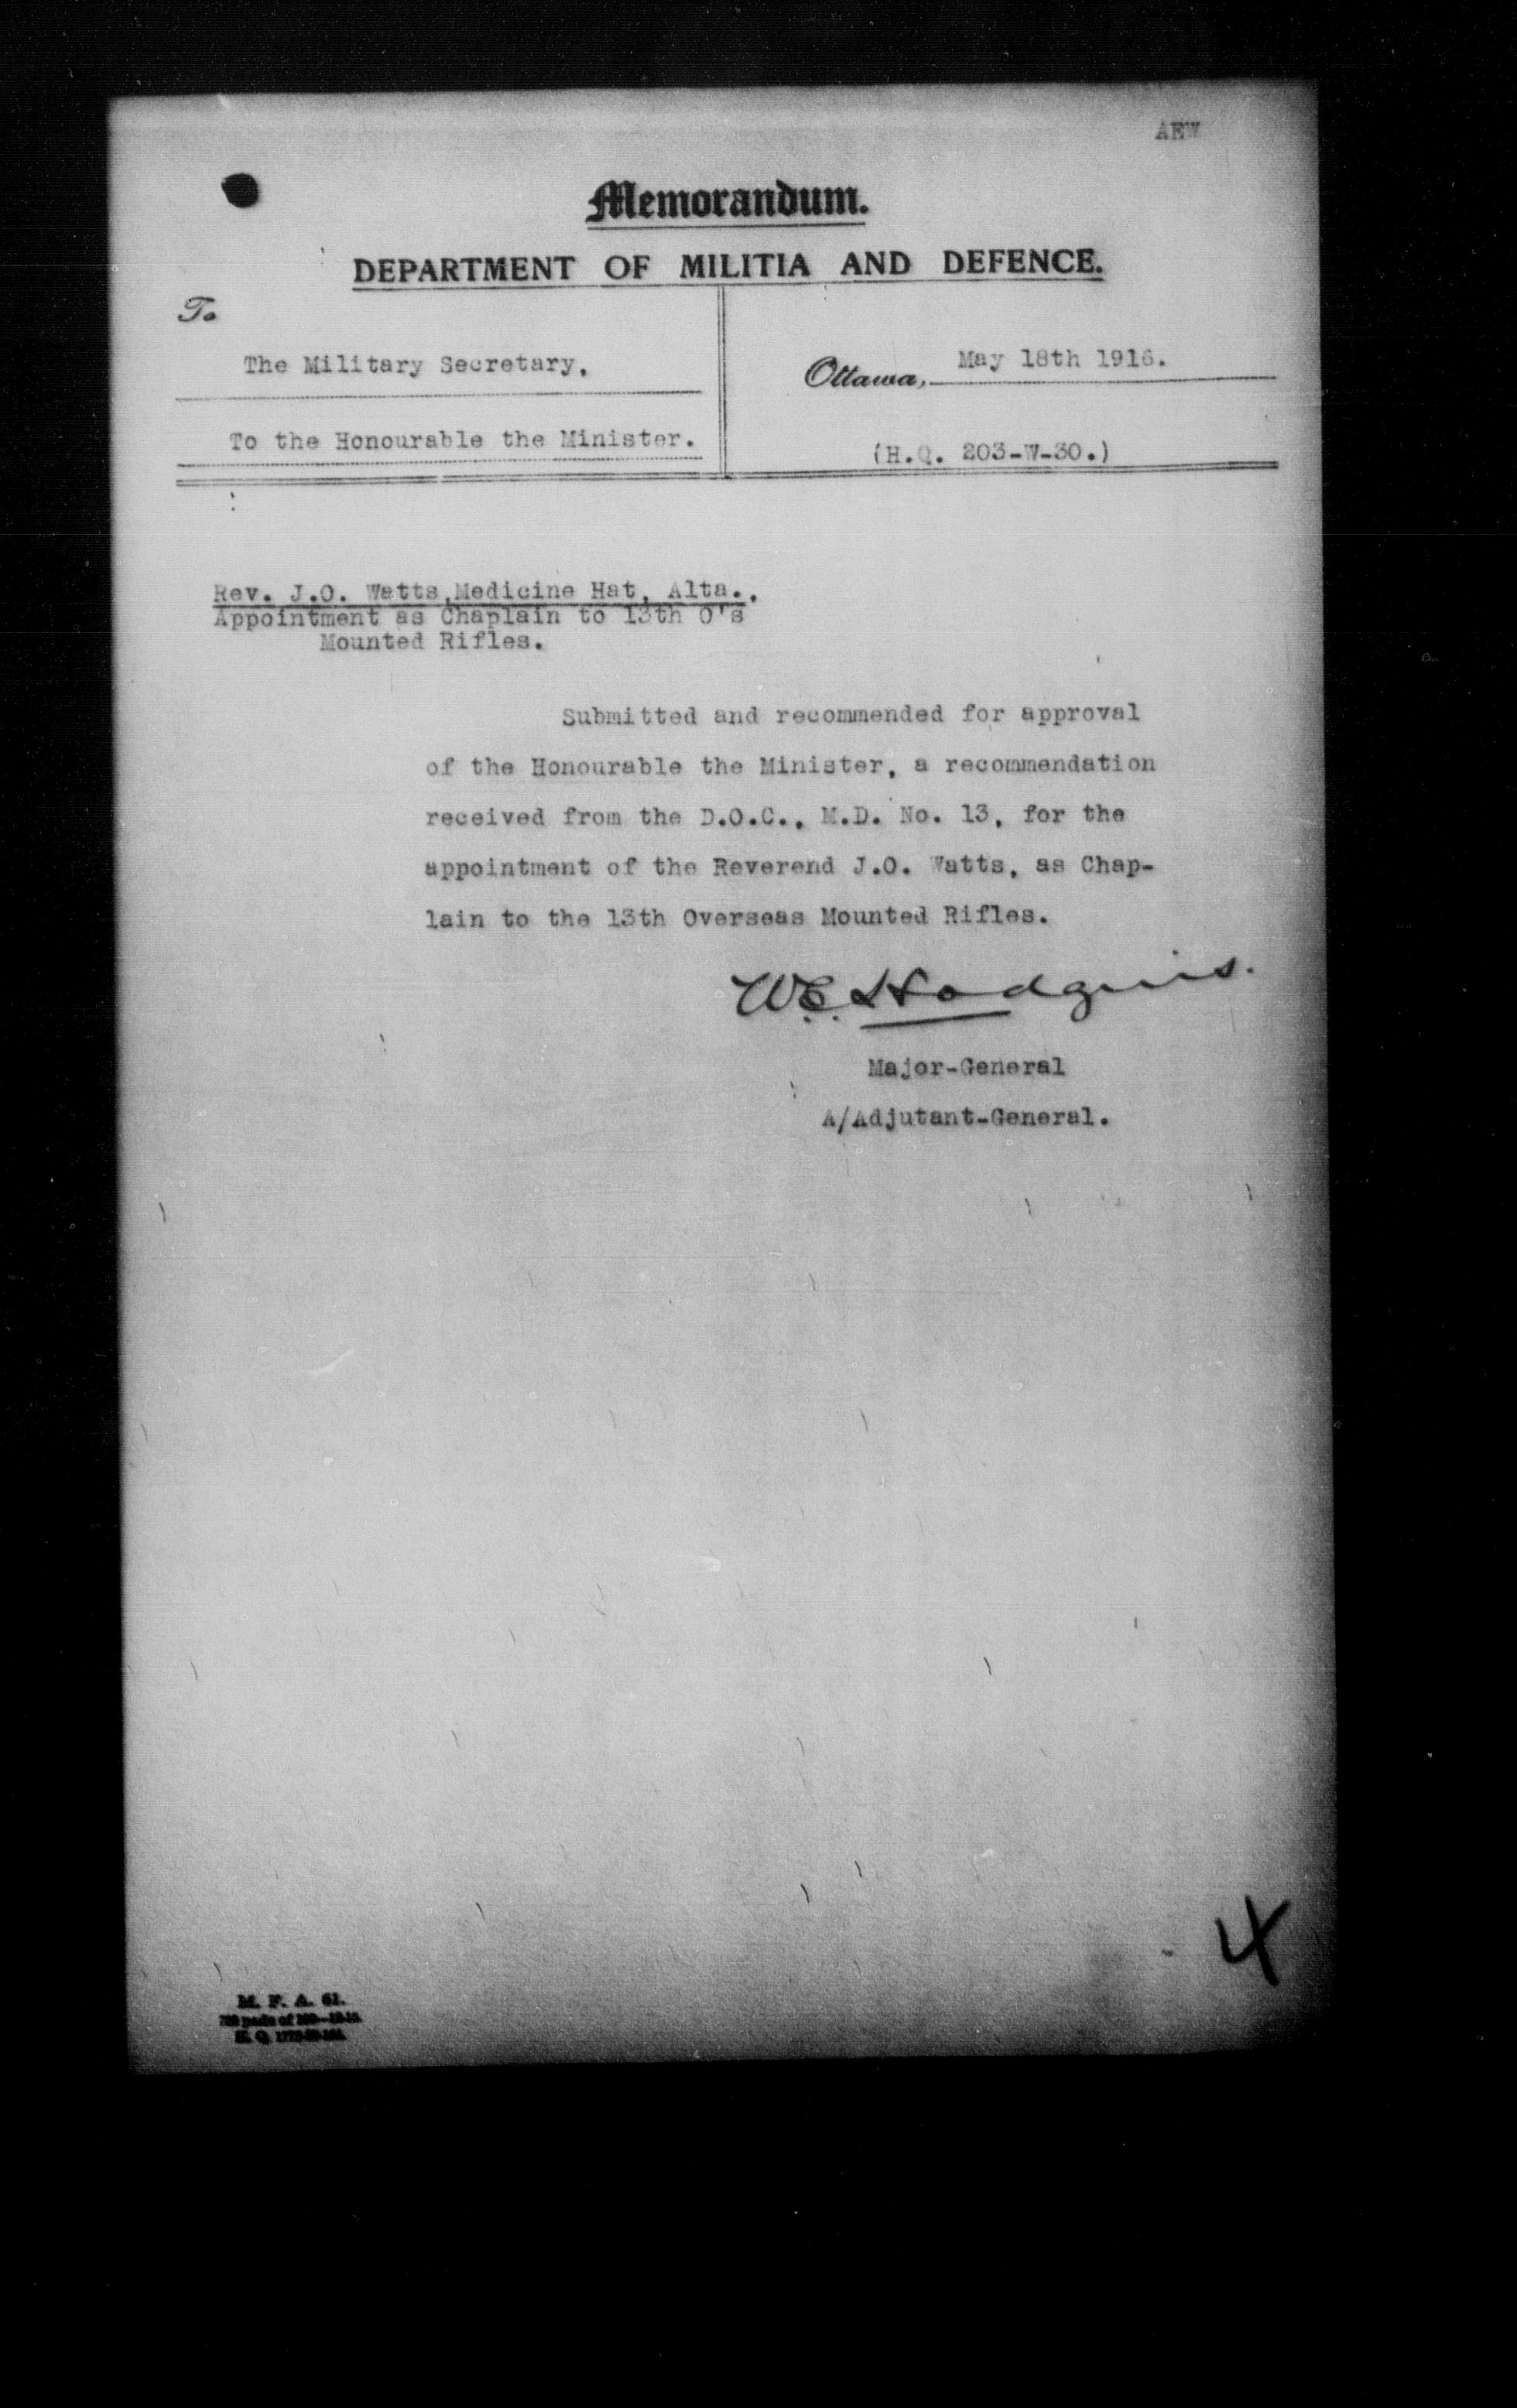 AEW
Memorandum.
DEPARTMENT OF MILITIA AND DEFENCE.
To
The Military Secretary,
To the Honourable the Minister.
Ottawa, May 18th 1916.
(H.Q. 203-W-30.)
Rev. J.O. Watts, Medicine Hat, Alta.,
Appointment as Chaplain to 13th O's
Mounted Rifles.
Submitted and recommended for approval
of the Honourable the Minister, a recommendation
received from the D.O.C., M.D. No. 13, for the
appointment of the Reverend J.O. Watts, as Chap-
lain to the 13th Overseas Mounted Rifles.
W.E. Hodgins.
Major-General
A/Adjutant-General.
4
M. F. A. 61.
pads of
H. Q.